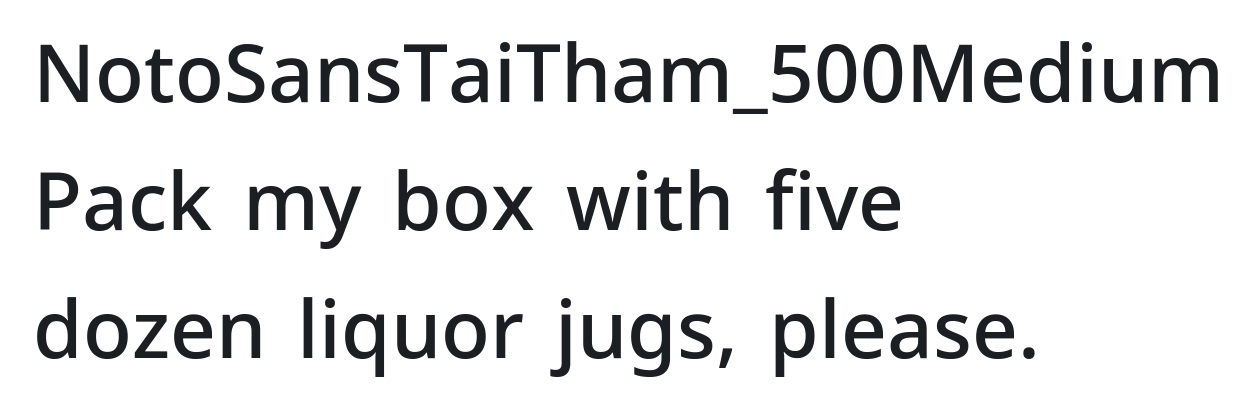 NotoSansTaiTham_500Medium
Pack my box with five
dozen liquor jugs, please.